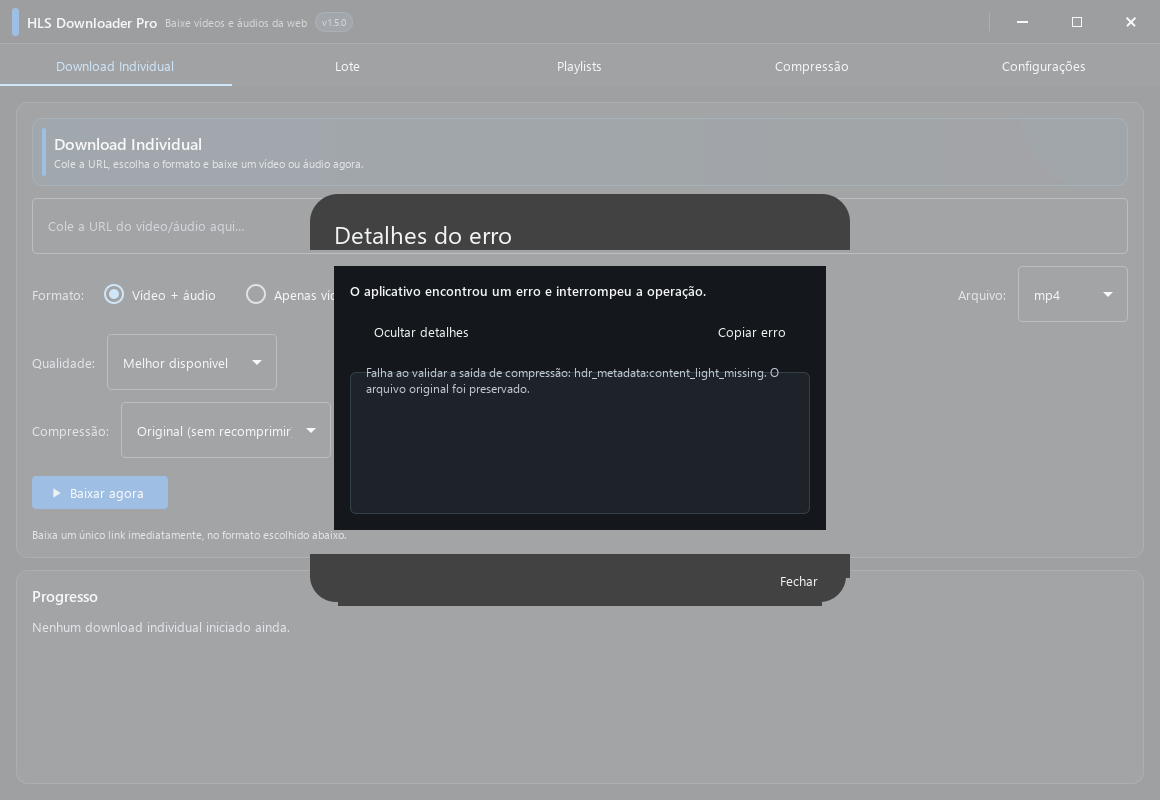 HLS Downloader Pro Baixe vídeos e áudios da web v1.5.0
Download Individual Lote Playlists Compressão Configurações
Download Individual
Cole a URL, escolha o formato e baixe um vídeo ou áudio agora.
Cole a URL do vídeo/áudio aqui...
Detalhes do erro
O aplicativo encontrou um erro e interrompeu a operação.
Ocultar detalhes Copiar erro
Falha ao validar a saída de compressão: hdr_metadata:content_light_missing. O
arquivo original foi preservado.
Fechar
Formato: Vídeo + áudio Apenas Arquivo: mp4
Qualidade: Melhor disponível
Compressão: Original (sem recomprimir
Baixar agora
Baixa um único link imediatamente, no formato escolhido abaixo.
Progresso
Nenhum download individual iniciado ainda.